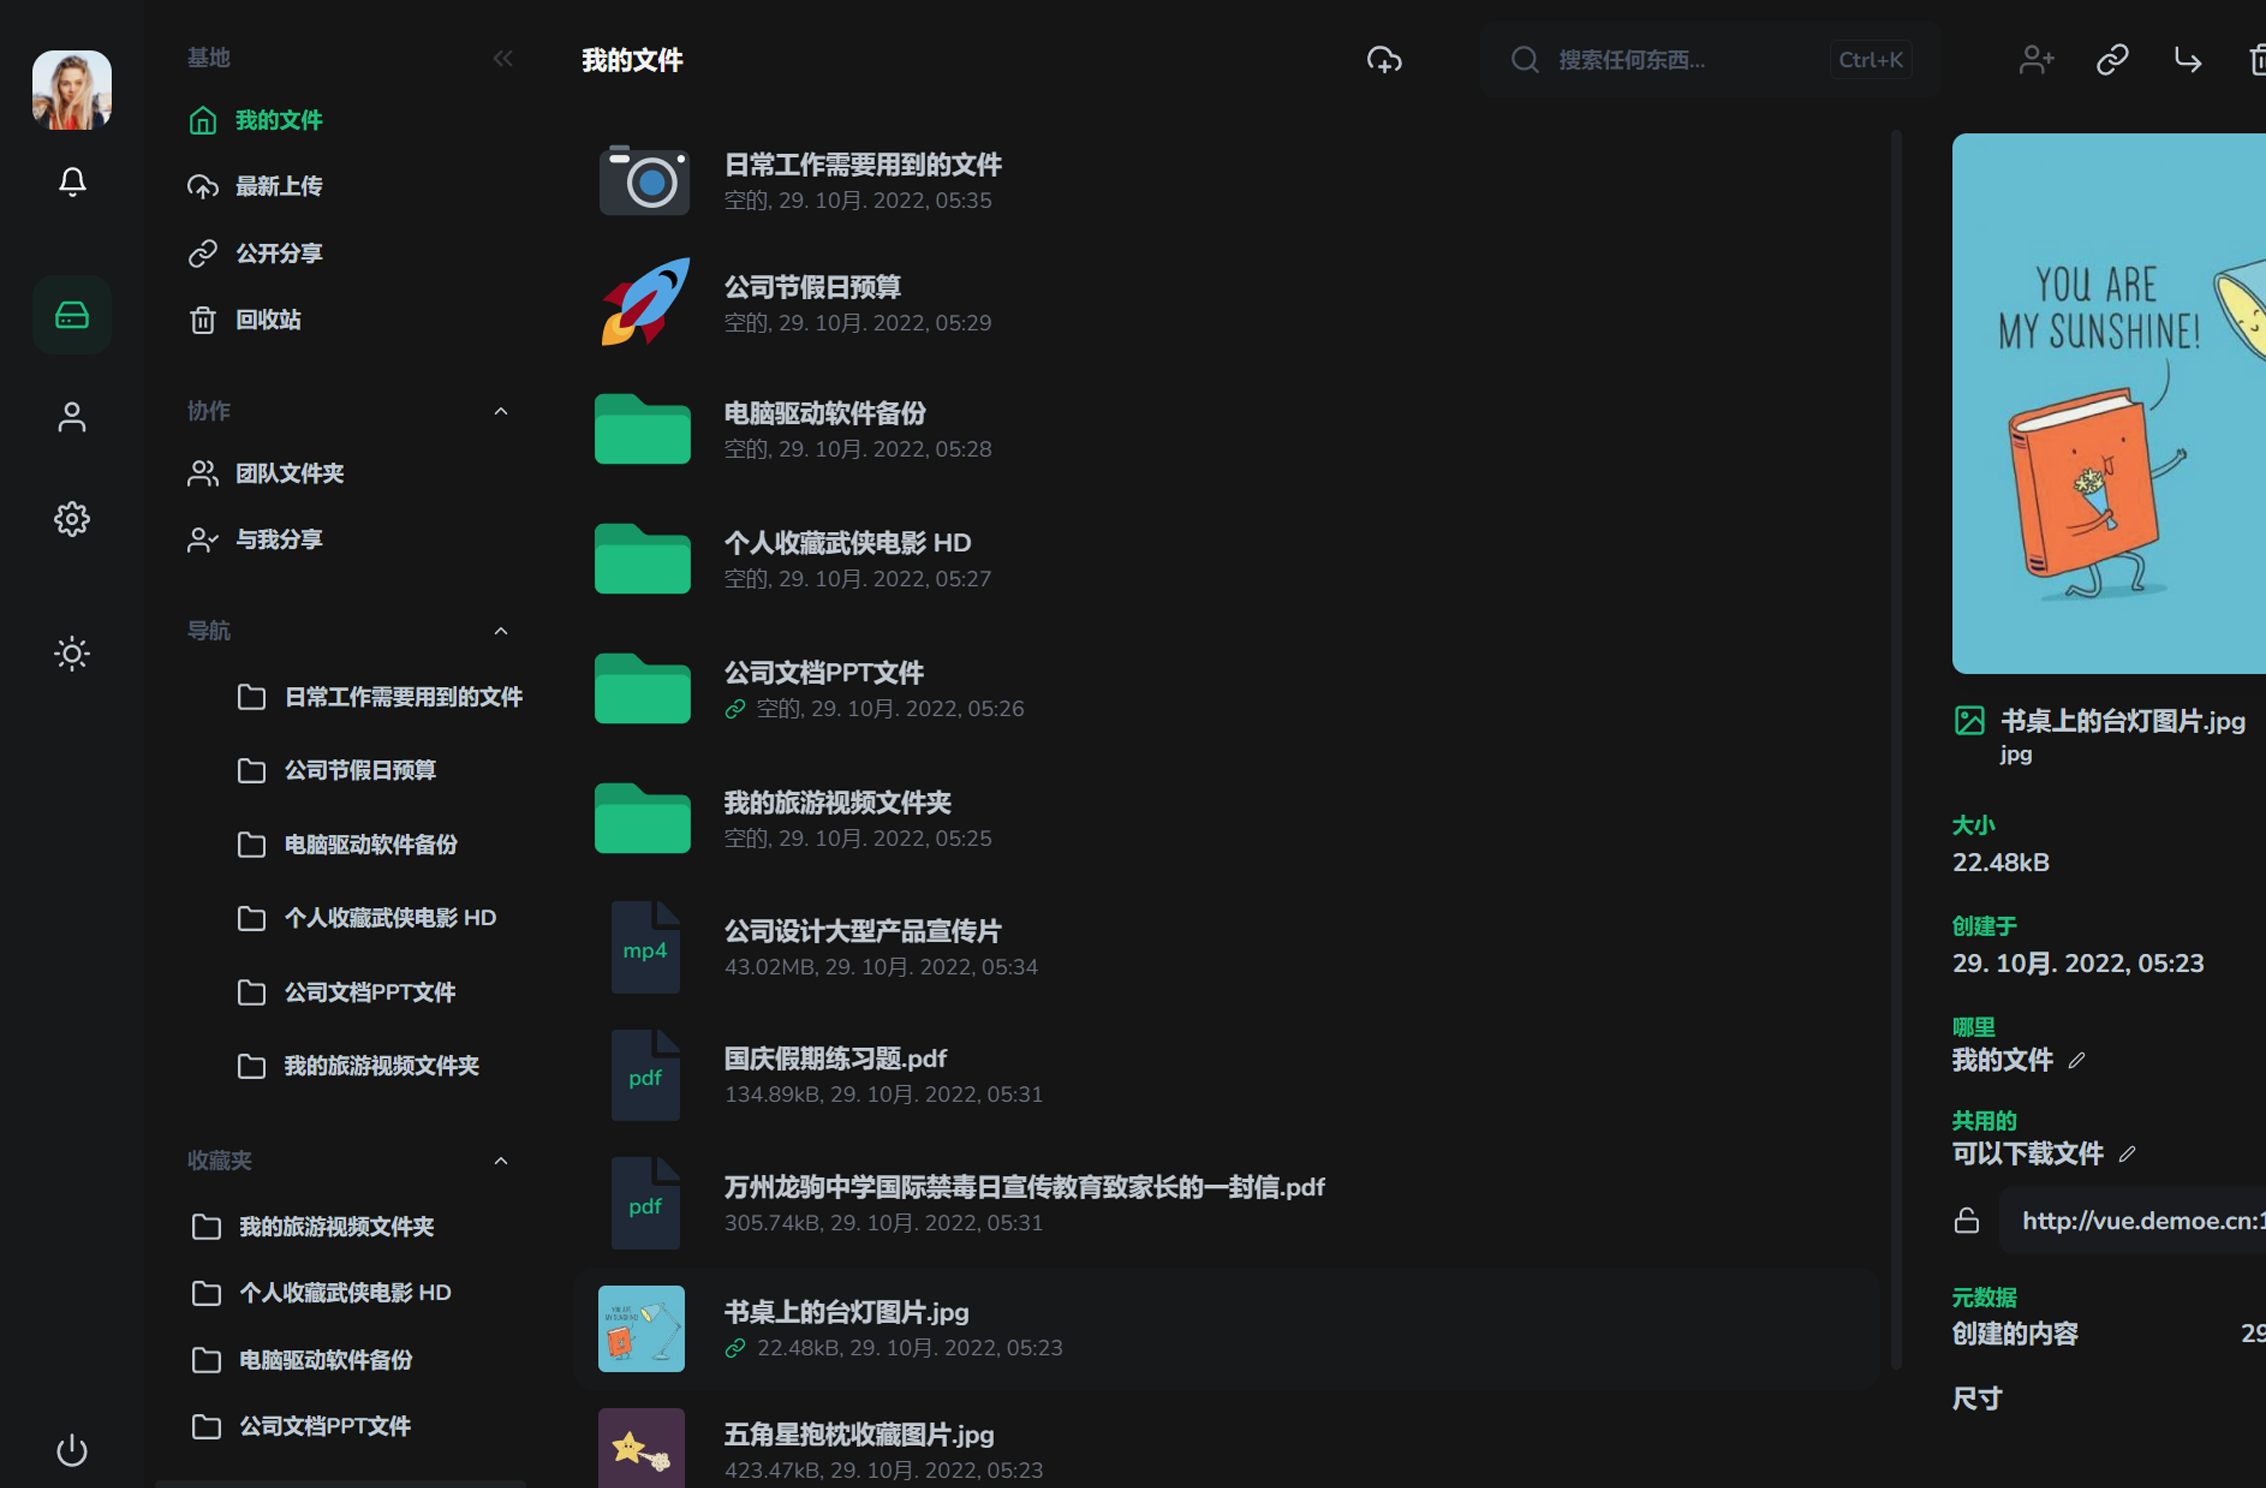 基地
我的文件
最新上传
公开分享
回收站
协作
团队文件夹
与我分享
导航
日常工作需要用到的文件
公司节假日预算
电脑驱动软件备份
个人收藏武侠电影 HD
公司文档PPT文件
我的旅游视频文件夹
收藏夹
我的旅游视频文件夹
个人收藏武侠电影 HD
电脑驱动软件备份
公司文档PPT文件
我的文件
搜索任何东西...
Ctrl+K
日常工作需要用到的文件
空的, 29. 10月. 2022, 05:35
公司节假日预算
空的, 29. 10月. 2022, 05:29
电脑驱动软件备份
空的, 29. 10月. 2022, 05:28
个人收藏武侠电影 HD
空的, 29. 10月. 2022, 05:27
公司文档PPT文件
空的, 29. 10月. 2022, 05:26
我的旅游视频文件夹
空的, 29. 10月. 2022, 05:25
mp4
公司设计大型产品宣传片
43.02MB, 29. 10月. 2022, 05:34
pdf
国庆假期练习题.pdf
134.89kB, 29. 10月. 2022, 05:31
pdf
万州龙驹中学国际禁毒日宣传教育致家长的一封信.pdf
305.74kB, 29. 10月. 2022, 05:31
YOU ARE
MY SUNSHINE!
书桌上的台灯图片.jpg
22.48kB, 29. 10月. 2022, 05:23
五角星抱枕收藏图片.jpg
423.47kB, 29. 10月. 2022, 05:23
YOU ARE
MY SUNSHINE!
书桌上的台灯图片.jpg
jpg
大小
22.48kB
创建于
29. 10月. 2022, 05:23
哪里
我的文件
共用的
可以下载文件
http://vue.demoe.cn:1
元数据
创建的内容
29
尺寸